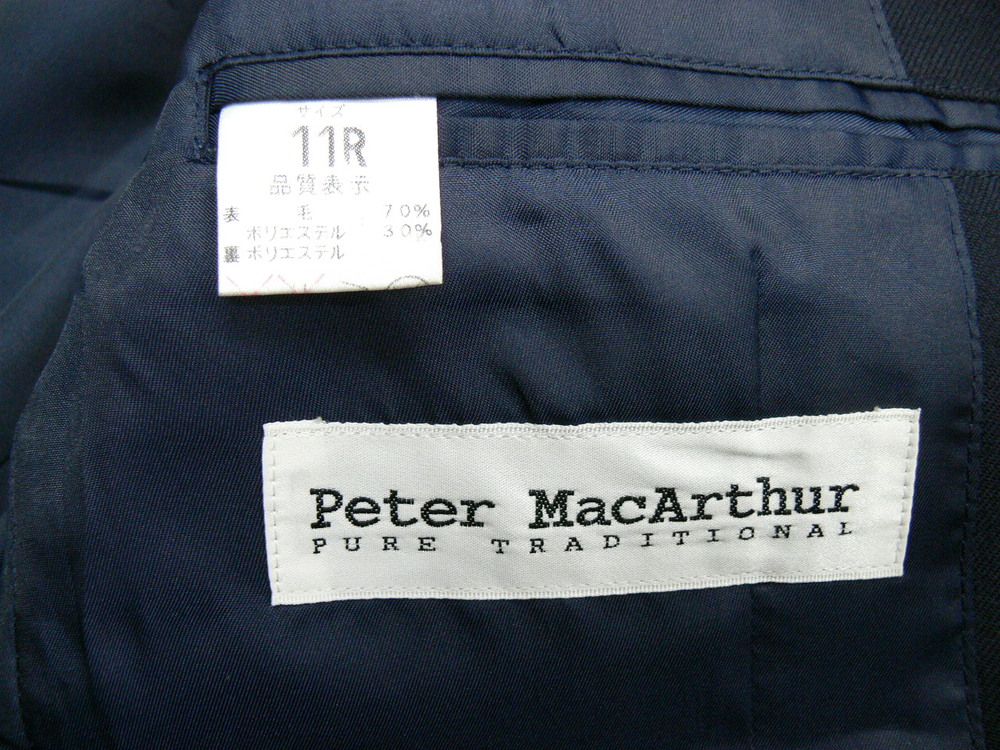 サイズ
11R
品質表示
表 毛 70%
ポリエステル 30%
裏 ポリエステル
Peter MacArthur
PURE TRADITIONAL